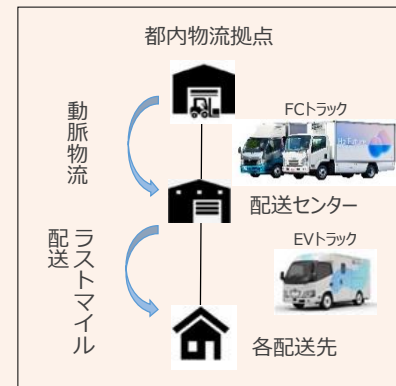 都内物流拠点
動脈物流
FCトラック
配送センター
ラストマイル
配送
EVトラック
各配送先